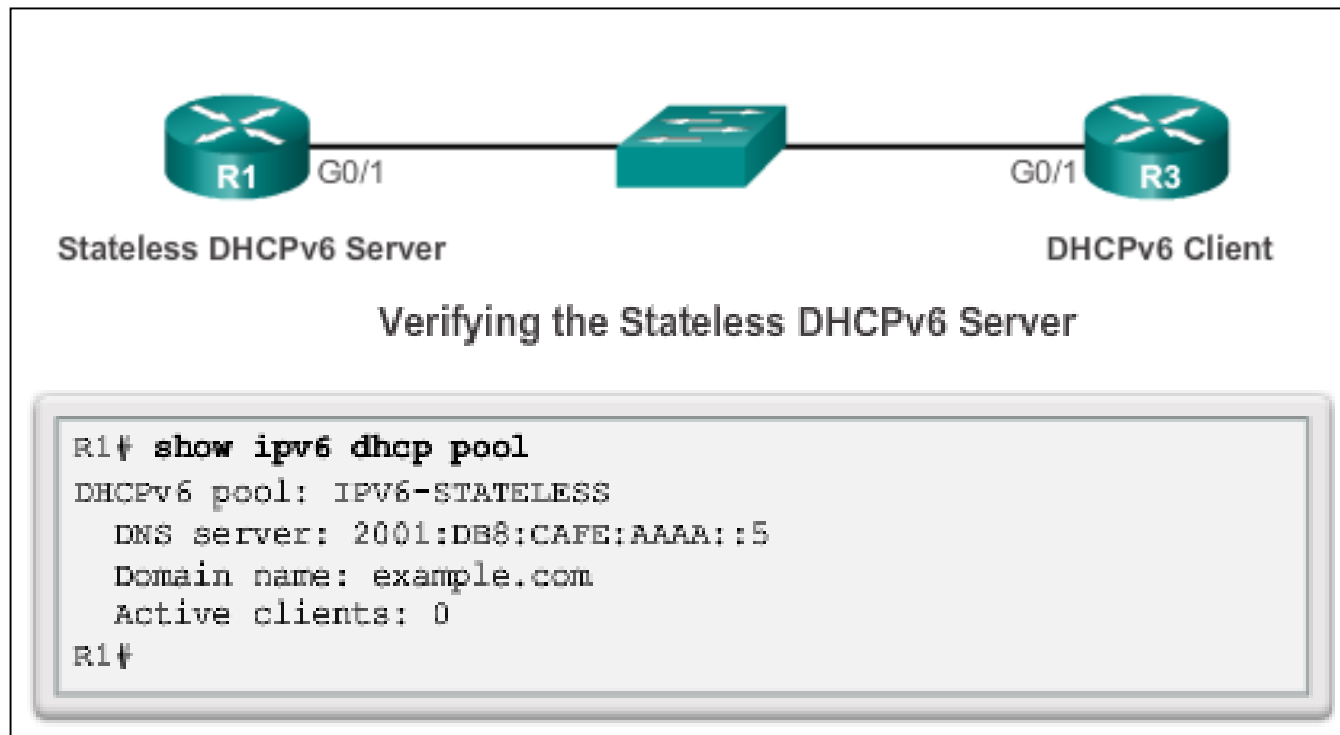 R1
G0/1
G0/1
R3
Stateless DHCPv6 Server
DHCPv6 Client
Verifying the Stateless DHCPv6 Server
R1# show ipv6 dhcp pool
DHCPv6 pool: IPV6-STATELESS
DNS server: 2001:DB8:CAFE:AAAA::5
Domain name: example.com
Active clients: 0
R1#